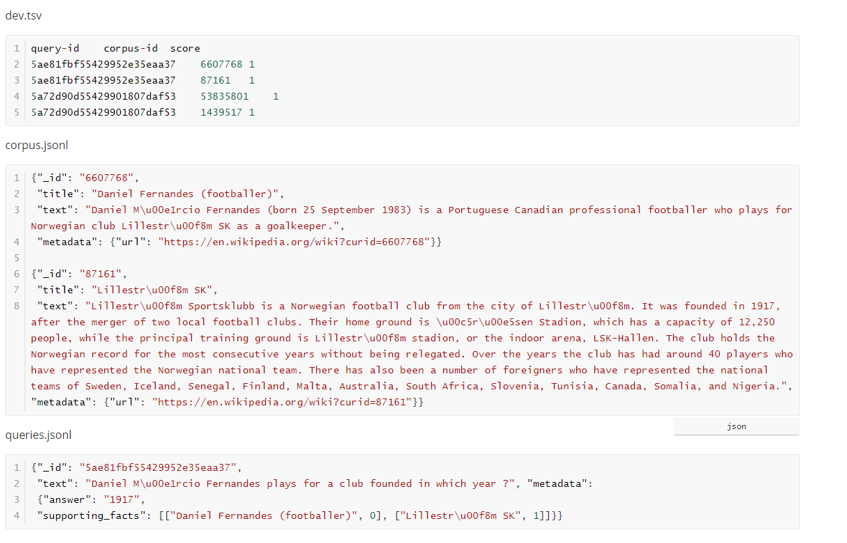 dev.tsv
1 query-id    corpus-id  score
2 5ae81fbf55429952e35eaa37    6607768 1
3 5ae81fbf55429952e35eaa37    87161   1
4 5a72d90d55429901807daf53    53835801    1
5 5a72d90d55429901807daf53    1439517 1
corpus.jsonl
1 {"_id": "6607768",
2 "title": "Daniel Fernandes (footballer)",
3 "text": "Daniel M\u00e1rcio Fernandes (born 25 September 1983) is a Portuguese Canadian professional footballer who plays for
Norwegian club Lillestr\u00f8m SK as a goalkeeper.",
4 "metadata": {"url": "https://en.wikipedia.org/wiki?curid=6607768"}}
5
6 {"_id": "87161",
7 "title": "Lillestr\u00f8m SK",
8 "text": "Lillestr\u00f8m Sportsklubb is a Norwegian football club from the city of Lillestr\u00f8m. It was founded in 1917,
after the merger of two local football clubs. Their home ground is \u00c5r\u00e5sen Stadion, which has a capacity of 12,250
people, while the principal training ground is Lillestr\u00f8m stadion, or the indoor arena, LSK-Hallen. The club holds the
Norwegian record for the most consecutive years without being relegated. Over the years the club has had around 40 players who
have represented the Norwegian national team. There has also been a number of foreigners who have represented the national
teams of Sweden, Iceland, Senegal, Finland, Malta, Australia, South Africa, Slovenia, Tunisia, Canada, Somalia, and Nigeria.",
"metadata": {"url": "https://en.wikipedia.org/wiki?curid=87161"}}
json
queries.jsonl
1 {"_id": "5ae81fbf55429952e35eaa37",
2 "text": "Daniel M\u00e1rcio Fernandes plays for a club founded in which year ?", "metadata":
3 {"answer": "1917",
4 "supporting_facts": [["Daniel Fernandes (footballer)", 0], ["Lillestr\u00f8m SK", 1]]}}